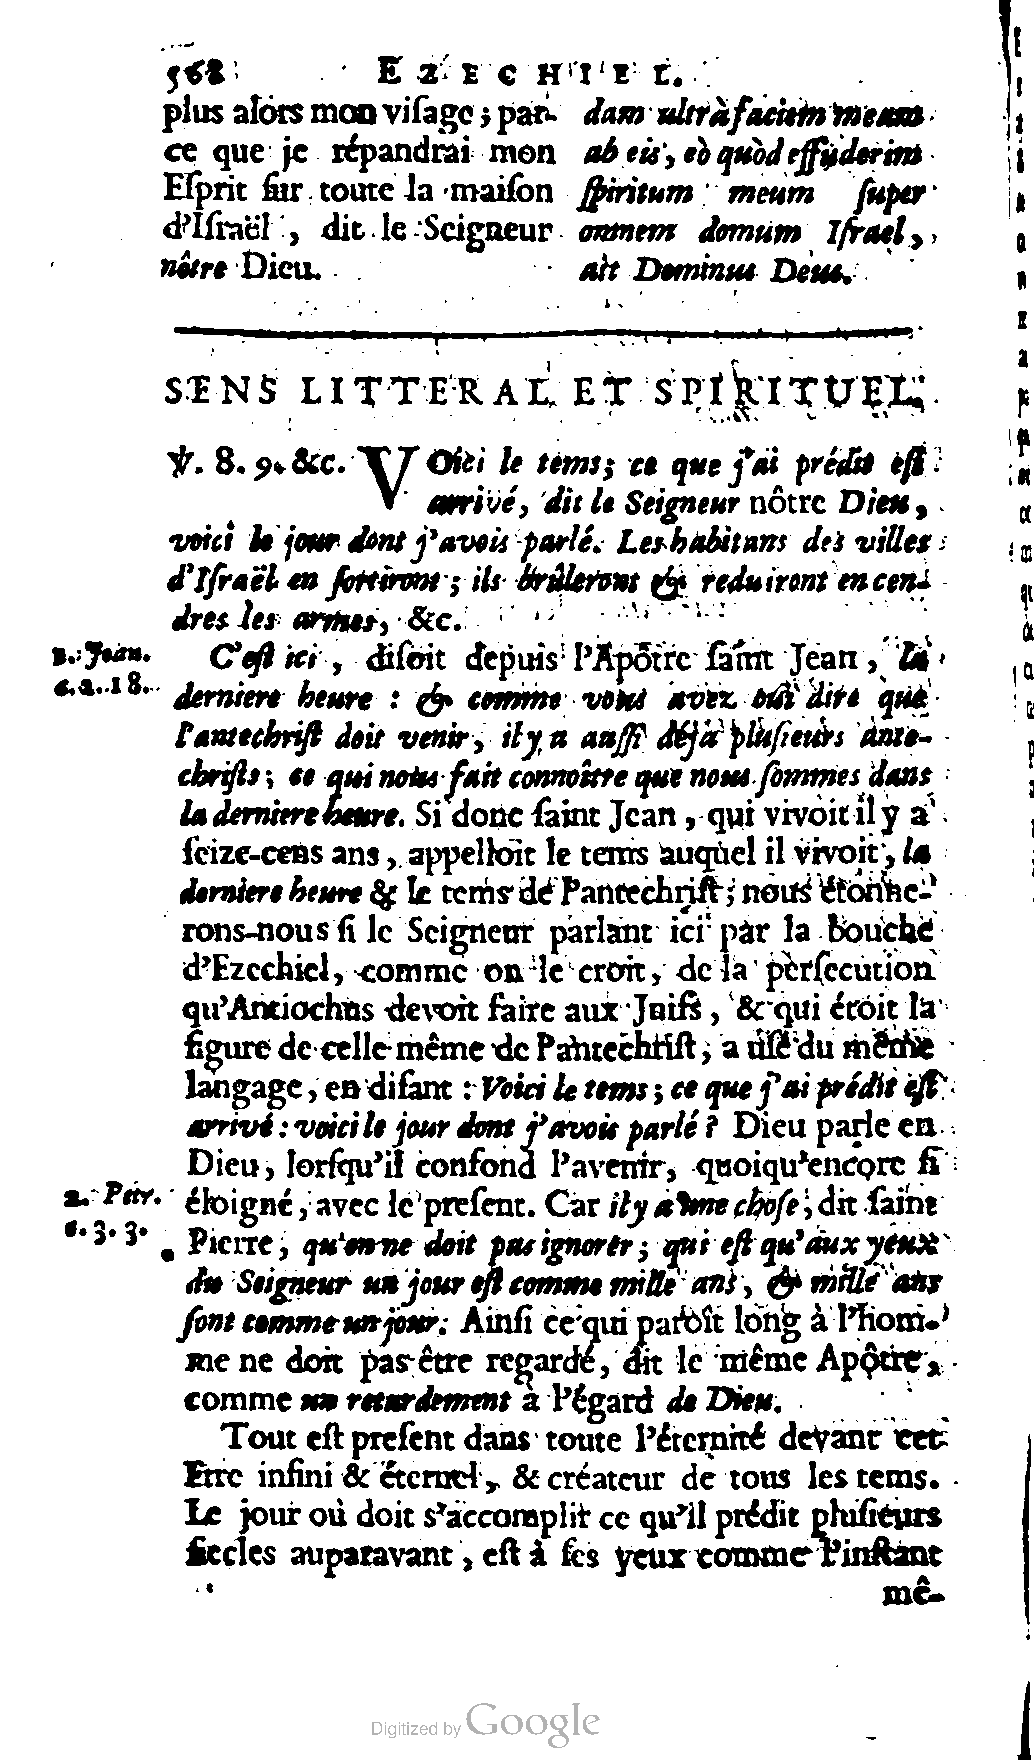 568 EZECHIEL.
plus alors mon viſage ; par-
ce que je répandrai mon
Eſprit ſur toute la maiſon
d'Iſraël, dit le Seigneur
nôtre Dieu.
dam ultrà faciem meam
ab eis, eò quòd effuderim
ſpiritum meum ſuper
omnem domum Iſrael,
ait Dominus Deus.
SENS LITTERAL ET SPIRITUEL.
℣. 8. 9. &c. VOici le tems; ce que j'ai prédit eſt
arrivé, dit le Seigneur nôtre Dieu,
voici le jour dont j'avois parlé. Les habitans des villes
d'Iſraël en ſortiront ; ils brûleront & reduiront en cen-
dres les armes, &c.
1. Jean.
c. 2. 18.
C'eſt ici, diſoit depuis l'Apôtre ſaint Jean, la
derniere heure : & comme vous avez oüi dire que
l'antechriſt doit venir, il y a auſſi déja pluſieurs ante-
chriſts; ce qui nous fait connoître que nous ſommes dans
la derniere heure. Si donc ſaint Jean, qui vivoit il y a
ſeize-cens ans, appelloit le tems auquel il vivoit, la
derniere heure & le tems de l'antechriſt; nous étonne-
rons-nous ſi le Seigneur parlant ici par la bouche
d'Ezechiel, comme on le croit, de la perſecution
qu'Antiochus devoit faire aux Juifs, & qui étoit la
figure de celle même de l'antechriſt, a uſé du même
langage, en diſant : Voici le tems ; ce que j'ai prédit eſt
arrivé : voici le jour dont j'avois parlé ? Dieu parle en
Dieu, lorſqu'il confond l'avenir, quoiqu'encore ſi
2. Petr.
c. 3. 3.
éloigné, avec le preſent. Car il y a une choſe, dit ſaint
Pierre, qu'on ne doit pas ignorer ; qui eſt qu'aux yeux
du Seigneur un jour eſt comme mille ans, & mille ans
ſont comme un jour. Ainſi ce qui paroît long à l'hom-
me ne doit pas être regardé, dit le même Apôtre,
comme un retardement à l'égard de Dieu.
Tout eſt preſent dans toute l'éternité devant cet
Etre infini & éternel, & créateur de tous les tems.
Le jour où doit s'accomplir ce qu'il prédit pluſieurs
ſiecles auparavant, eſt à ſes yeux comme l'inſtant
mê-
Digitized by Google